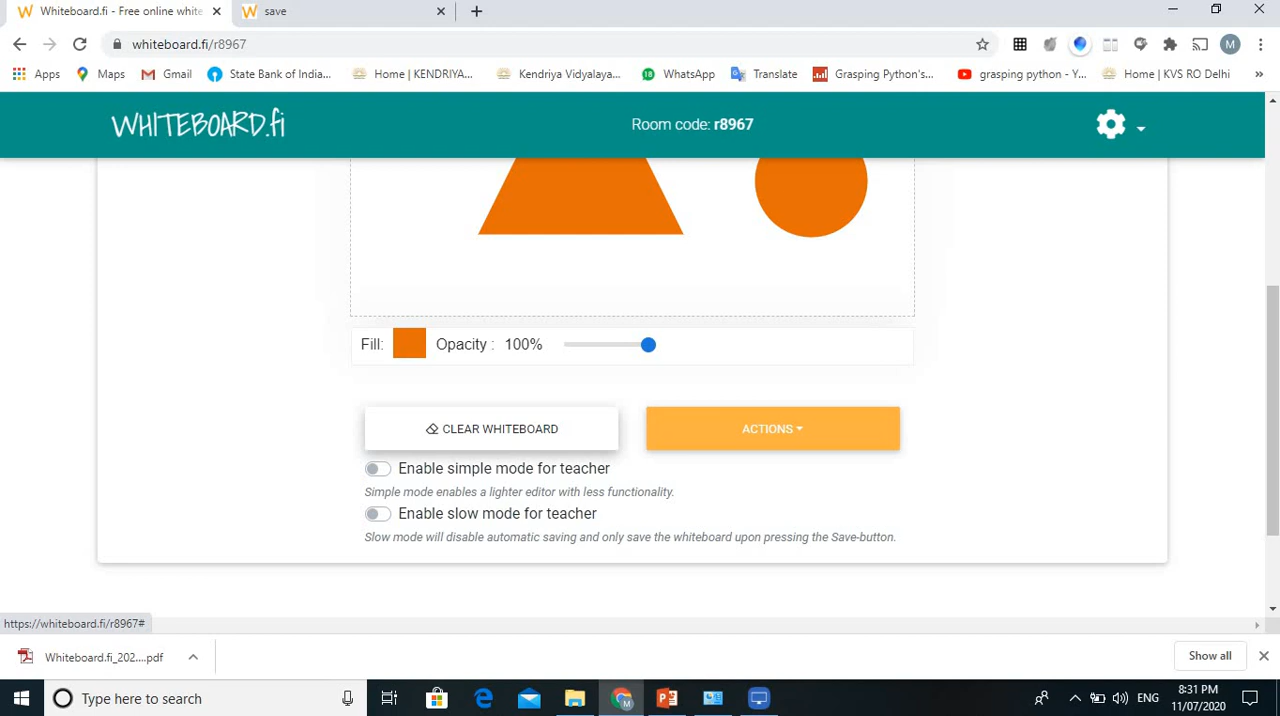 Whiteboard.fi - Free online white
save
whiteboard.fi/r8967
M
Apps
Maps
Gmail
State Bank of India...
Home | KENDRIYA...
Kendriya Vidyalaya...
18
WhatsApp
Translate
Grasping Python's...
grasping python - Y...
Home | KVS RO Delhi
»
WHITEBOARD.fi
Room code: r8967
Fill:
Opacity : 100%
CLEAR WHITEBOARD
ACTIONS
Enable simple mode for teacher
Simple mode enables a lighter editor with less functionality.
Enable slow mode for teacher
Slow mode will disable automatic saving and only save the whiteboard upon pressing the Save-button.
https://whiteboard.fi/r8967#
Whiteboard.fi_202....pdf
Show all
Type here to search
ENG
8:31 PM
11/07/2020